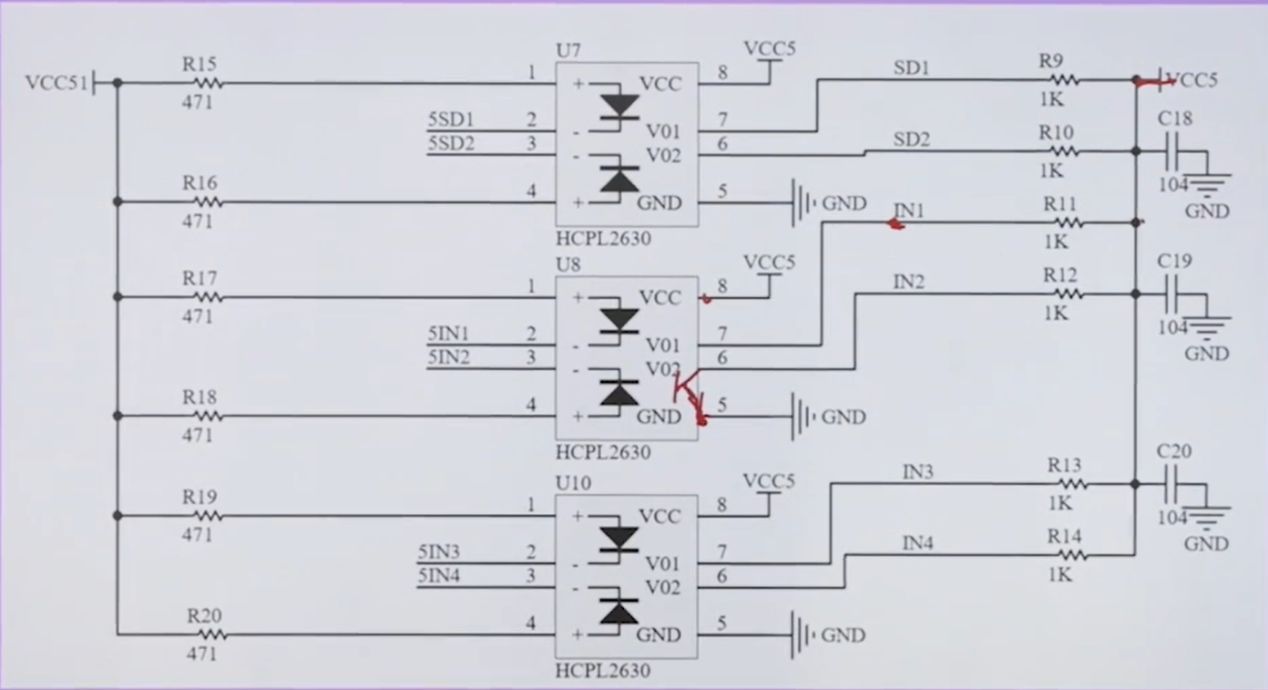 U7
VCC5
R15
1
8
SD1
R9
VCC51
+
VCC
VCC5
471
1K
C18
5SD1
2
-
V01
7
R10
5SD2
3
-
V02
6
SD2
1K
R16
4
+
GND
5
GND
104
IN1
R11
GND
471
HCPL2630
1K
U8
VCC5
C19
R17
1
+
VCC
8
IN2
R12
471
1K
5IN1
2
-
V01
7
104
5IN2
3
-
V02
6
GND
R18
4
+
GND
5
GND
471
HCPL2630
C20
U10
VCC5
IN3
R13
R19
1
+
VCC
8
1K
471
104
5IN3
2
-
V01
7
IN4
R14
GND
5IN4
3
-
V02
6
1K
R20
4
+
GND
5
GND
471
HCPL2630